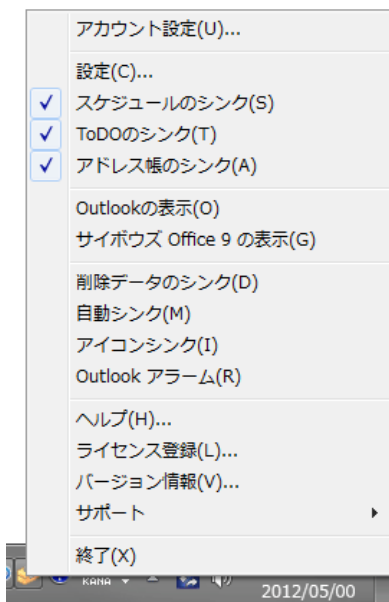 アカウント設定(U)...
設定(C)...
スケジュールのシンク(S)
ToDOのシンク(T)
アドレス帳のシンク(A)
Outlookの表示(O)
サイボウズ Office 9 の表示(G)
削除データのシンク(D)
自動シンク(M)
アイコンシンク(I)
Outlook アラーム(R)
ヘルプ(H)...
ライセンス登録(L)...
バージョン情報(V)...
サポート
終了(X)
KANA
2012/05/00